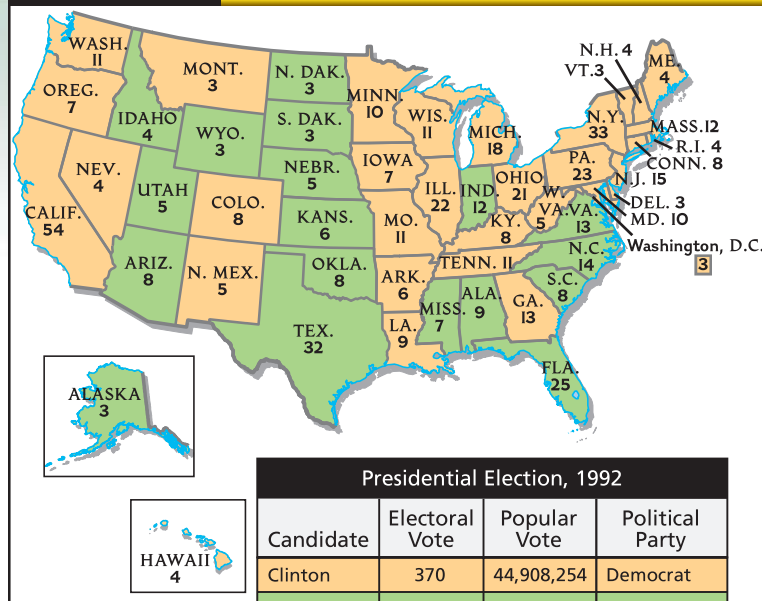 WASH.
11
OREG.
7
IDAHO
4
MONT.
3
WYO.
3
NEV.
4
UTAH
5
COLO.
8
CALIF.
54
ARIZ.
8
N. MEX.
5
N. DAK.
3
S. DAK.
3
NEBR.
5
KANS.
6
OKLA.
8
TEX.
32
MINN.
10
IOWA
7
MO.
11
ARK.
6
LA.
9
WIS.
11
ILL.
22
MICH.
18
IND.
12
OHIO
21
KY.
8
TENN. 11
MISS.
7
ALA.
9
GA.
13
FLA.
25
S.C.
8
N.C.
14
VA.
13
W.
VA.
5
PA.
23
N.Y.
33
VT.3
N.H. 4
ME.
4
MASS.12
R.I. 4
CONN. 8
N.J. 15
DEL. 3
MD. 10
Washington, D.C.
3
ALASKA
3
HAWAII
4
Presidential Election, 1992
Candidate Electoral Vote Popular Vote Political Party
Clinton 370 44,908,254 Democrat